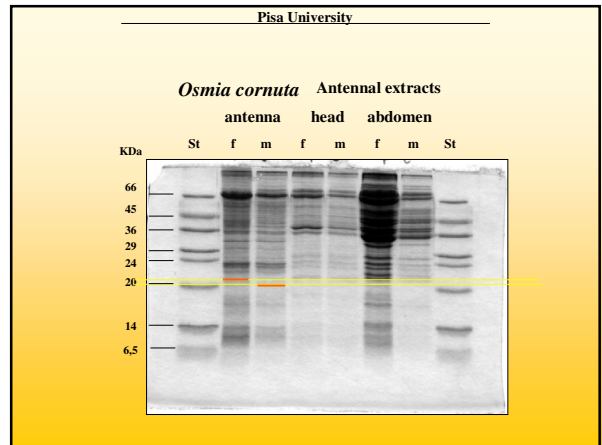 Pisa University
Osmia cornuta Antennal extracts
antenna head abdomen
KDa St f m f m f m St
66
45
36
29
24
20
14
6,5